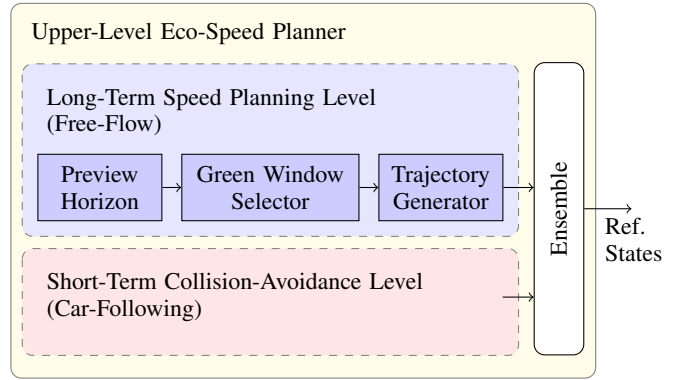 Upper-Level Eco-Speed Planner
Long-Term Speed Planning Level
(Free-Flow)
Preview
Horizon
Green Window
Selector
Trajectory
Generator
Short-Term Collision-Avoidance Level
(Car-Following)
Ensemble
Ref.
States